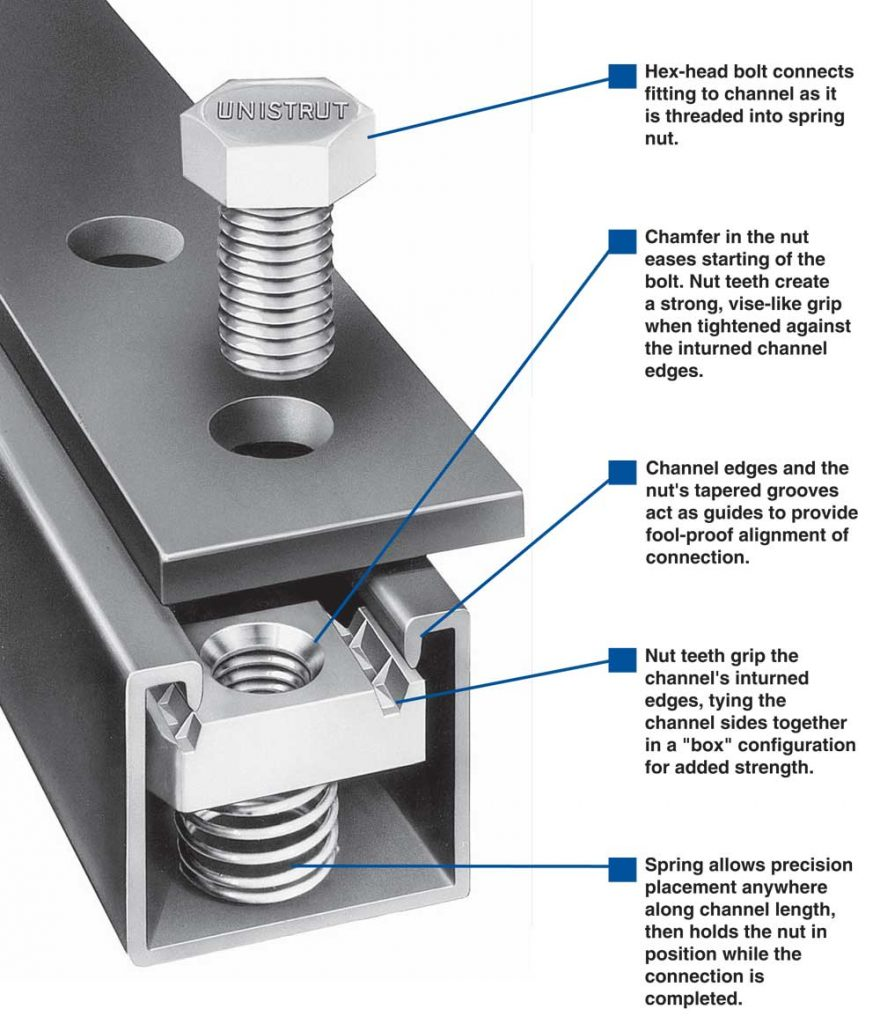 UNISTRUT
Hex-head bolt connects
fitting to channel as it
is threaded into spring
nut.
Chamfer in the nut
eases starting of the
bolt. Nut teeth create
a strong, vise-like grip
when tightened against
the inturned channel
edges.
Channel edges and the
nut's tapered grooves
act as guides to provide
fool-proof alignment of
connection.
Nut teeth grip the
channel's inturned
edges, tying the
channel sides together
in a "box" configuration
for added strength.
Spring allows precision
placement anywhere
along channel length,
then holds the nut in
position while the
connection is
completed.